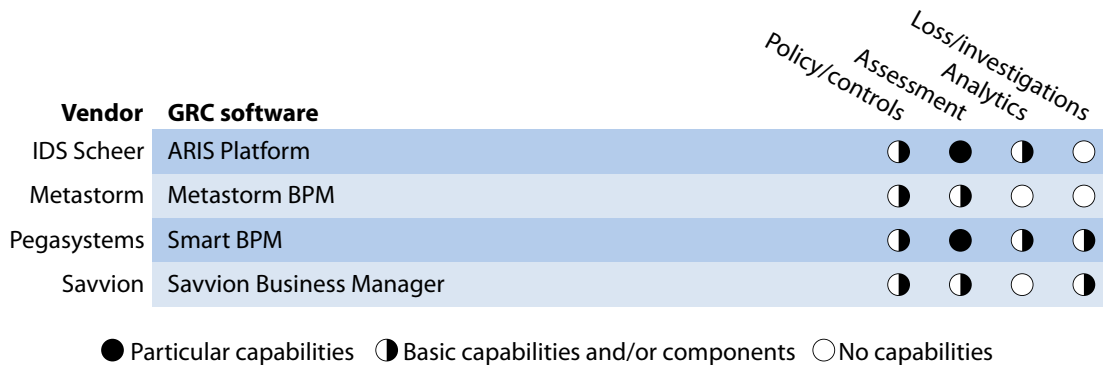 Policy/controls
Assessment
Analytics
Loss/investigations
Vendor GRC software
IDS Scheer ARIS Platform
Metastorm Metastorm BPM
Pegasystems Smart BPM
Savvion Savvion Business Manager
Particular capabilities Basic capabilities and/or components No capabilities